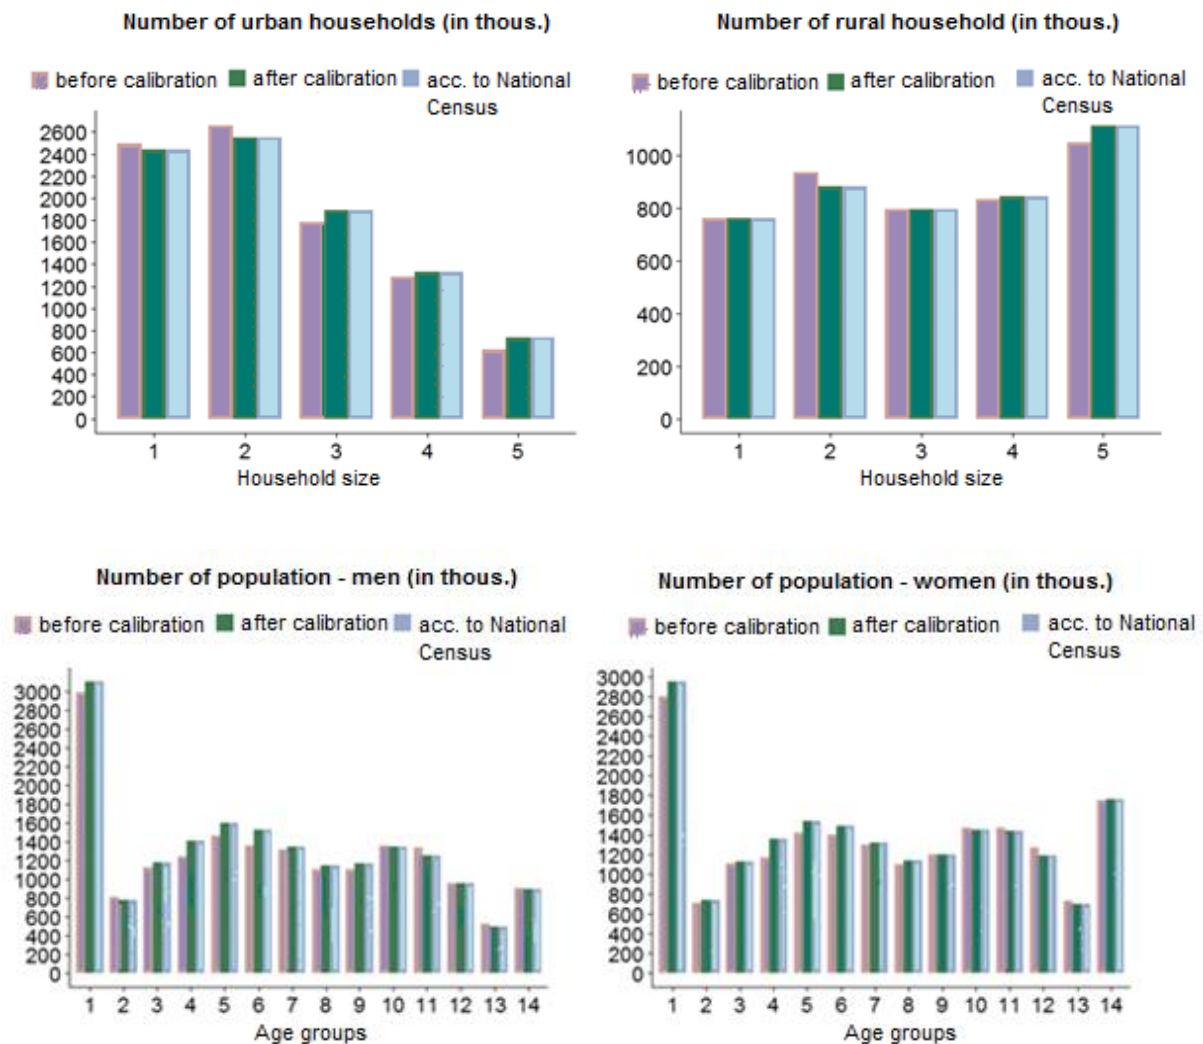 Number of urban households (in thous.)
before calibration after calibration acc. to National
Census
2600
2400
2200
2000
1800
1600
1400
1200
1000
800
600
400
200
0
1 2 3 4 5
Household size
Number of rural household (in thous.)
before calibration after calibration acc. to National
Census
1000
800
600
400
200
0
1 2 3 4 5
Household size
Number of population - men (in thous.)
before calibration after calibration acc. to National
Census
3000
2800
2600
2400
2200
2000
1800
1600
1400
1200
1000
800
600
400
200
0
1 2 3 4 5 6 7 8 9 10 11 12 13 14
Age groups
Number of population - women (in thous.)
before calibration after calibration acc. to National
Census
3000
2800
2600
2400
2200
2000
1800
1600
1400
1200
1000
800
600
400
200
0
1 2 3 4 5 6 7 8 9 10 11 12 13 14
Age groups